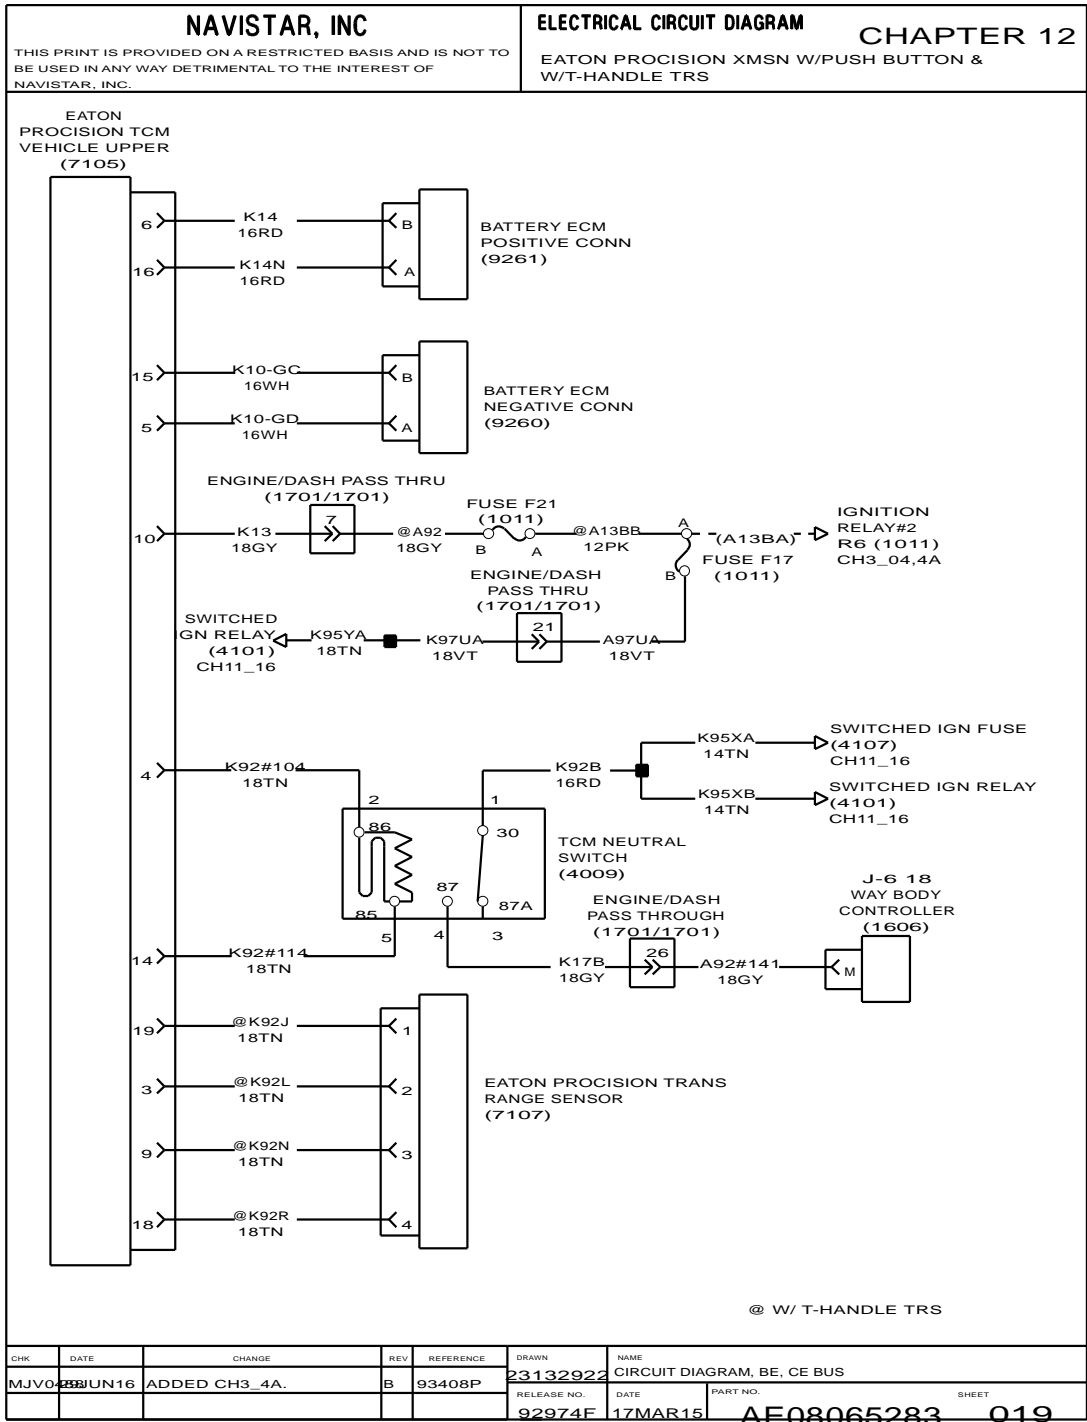 NAVISTAR, INC
THIS PRINT IS PROVIDED ON A RESTRICTED BASIS AND IS NOT TO
BE USED IN ANY WAY DETRIMENTAL TO THE INTEREST OF
NAVISTAR, INC.
ELECTRICAL CIRCUIT DIAGRAM
CHAPTER 12
EATON PROCISION XMSN W/PUSH BUTTON &
W/T-HANDLE TRS
EATON
PROCISION TCM
VEHICLE UPPER
(7105)
6
K14
16RD
B
16
K14N
16RD
A
BATTERY ECM
POSITIVE CONN
(9261)
15
K10-GC
16WH
B
5
K10-GD
16WH
A
BATTERY ECM
NEGATIVE CONN
(9260)
ENGINE/DASH PASS THRU
(1701/1701)
10
K13
18GY
7
@A92
18GY
FUSE F21
(1011)
B
A
@A13BB
12PK
A
(A13BA)
IGNITION
RELAY#2
R6 (1011)
CH3_04,4A
FUSE F17
(1011)
B
ENGINE/DASH
PASS THRU
(1701/1701)
SWITCHED
IGN RELAY
(4101)
CH11_16
K95YA
18TN
K97UA
18VT
21
A97UA
18VT
4
K92#104
18TN
K92B
16RD
K95XA
14TN
SWITCHED IGN FUSE
(4107)
CH11_16
K95XB
14TN
SWITCHED IGN RELAY
(4101)
CH11_16
2
1
86
30
85
87
87A
5
4
3
TCM NEUTRAL
SWITCH
(4009)
ENGINE/DASH
PASS THROUGH
(1701/1701)
J-6 18
WAY BODY
CONTROLLER
(1606)
14
K92#114
18TN
K17B
18GY
26
A92#141
18GY
M
19
@K92J
18TN
1
3
@K92L
18TN
2
9
@K92N
18TN
3
18
@K92R
18TN
4
EATON PROCISION TRANS
RANGE SENSOR
(7107)
@ W/ T-HANDLE TRS
CHK DATE CHANGE REV REFERENCE
JUN16 ADDED CH3_4A. B 93408P
DRAWN
23132922
NAME
CIRCUIT DIAGRAM, BE, CE BUS
RELEASE NO.
92974F
DATE
17MAR15
PART NO.
AE08065283
SHEET
019